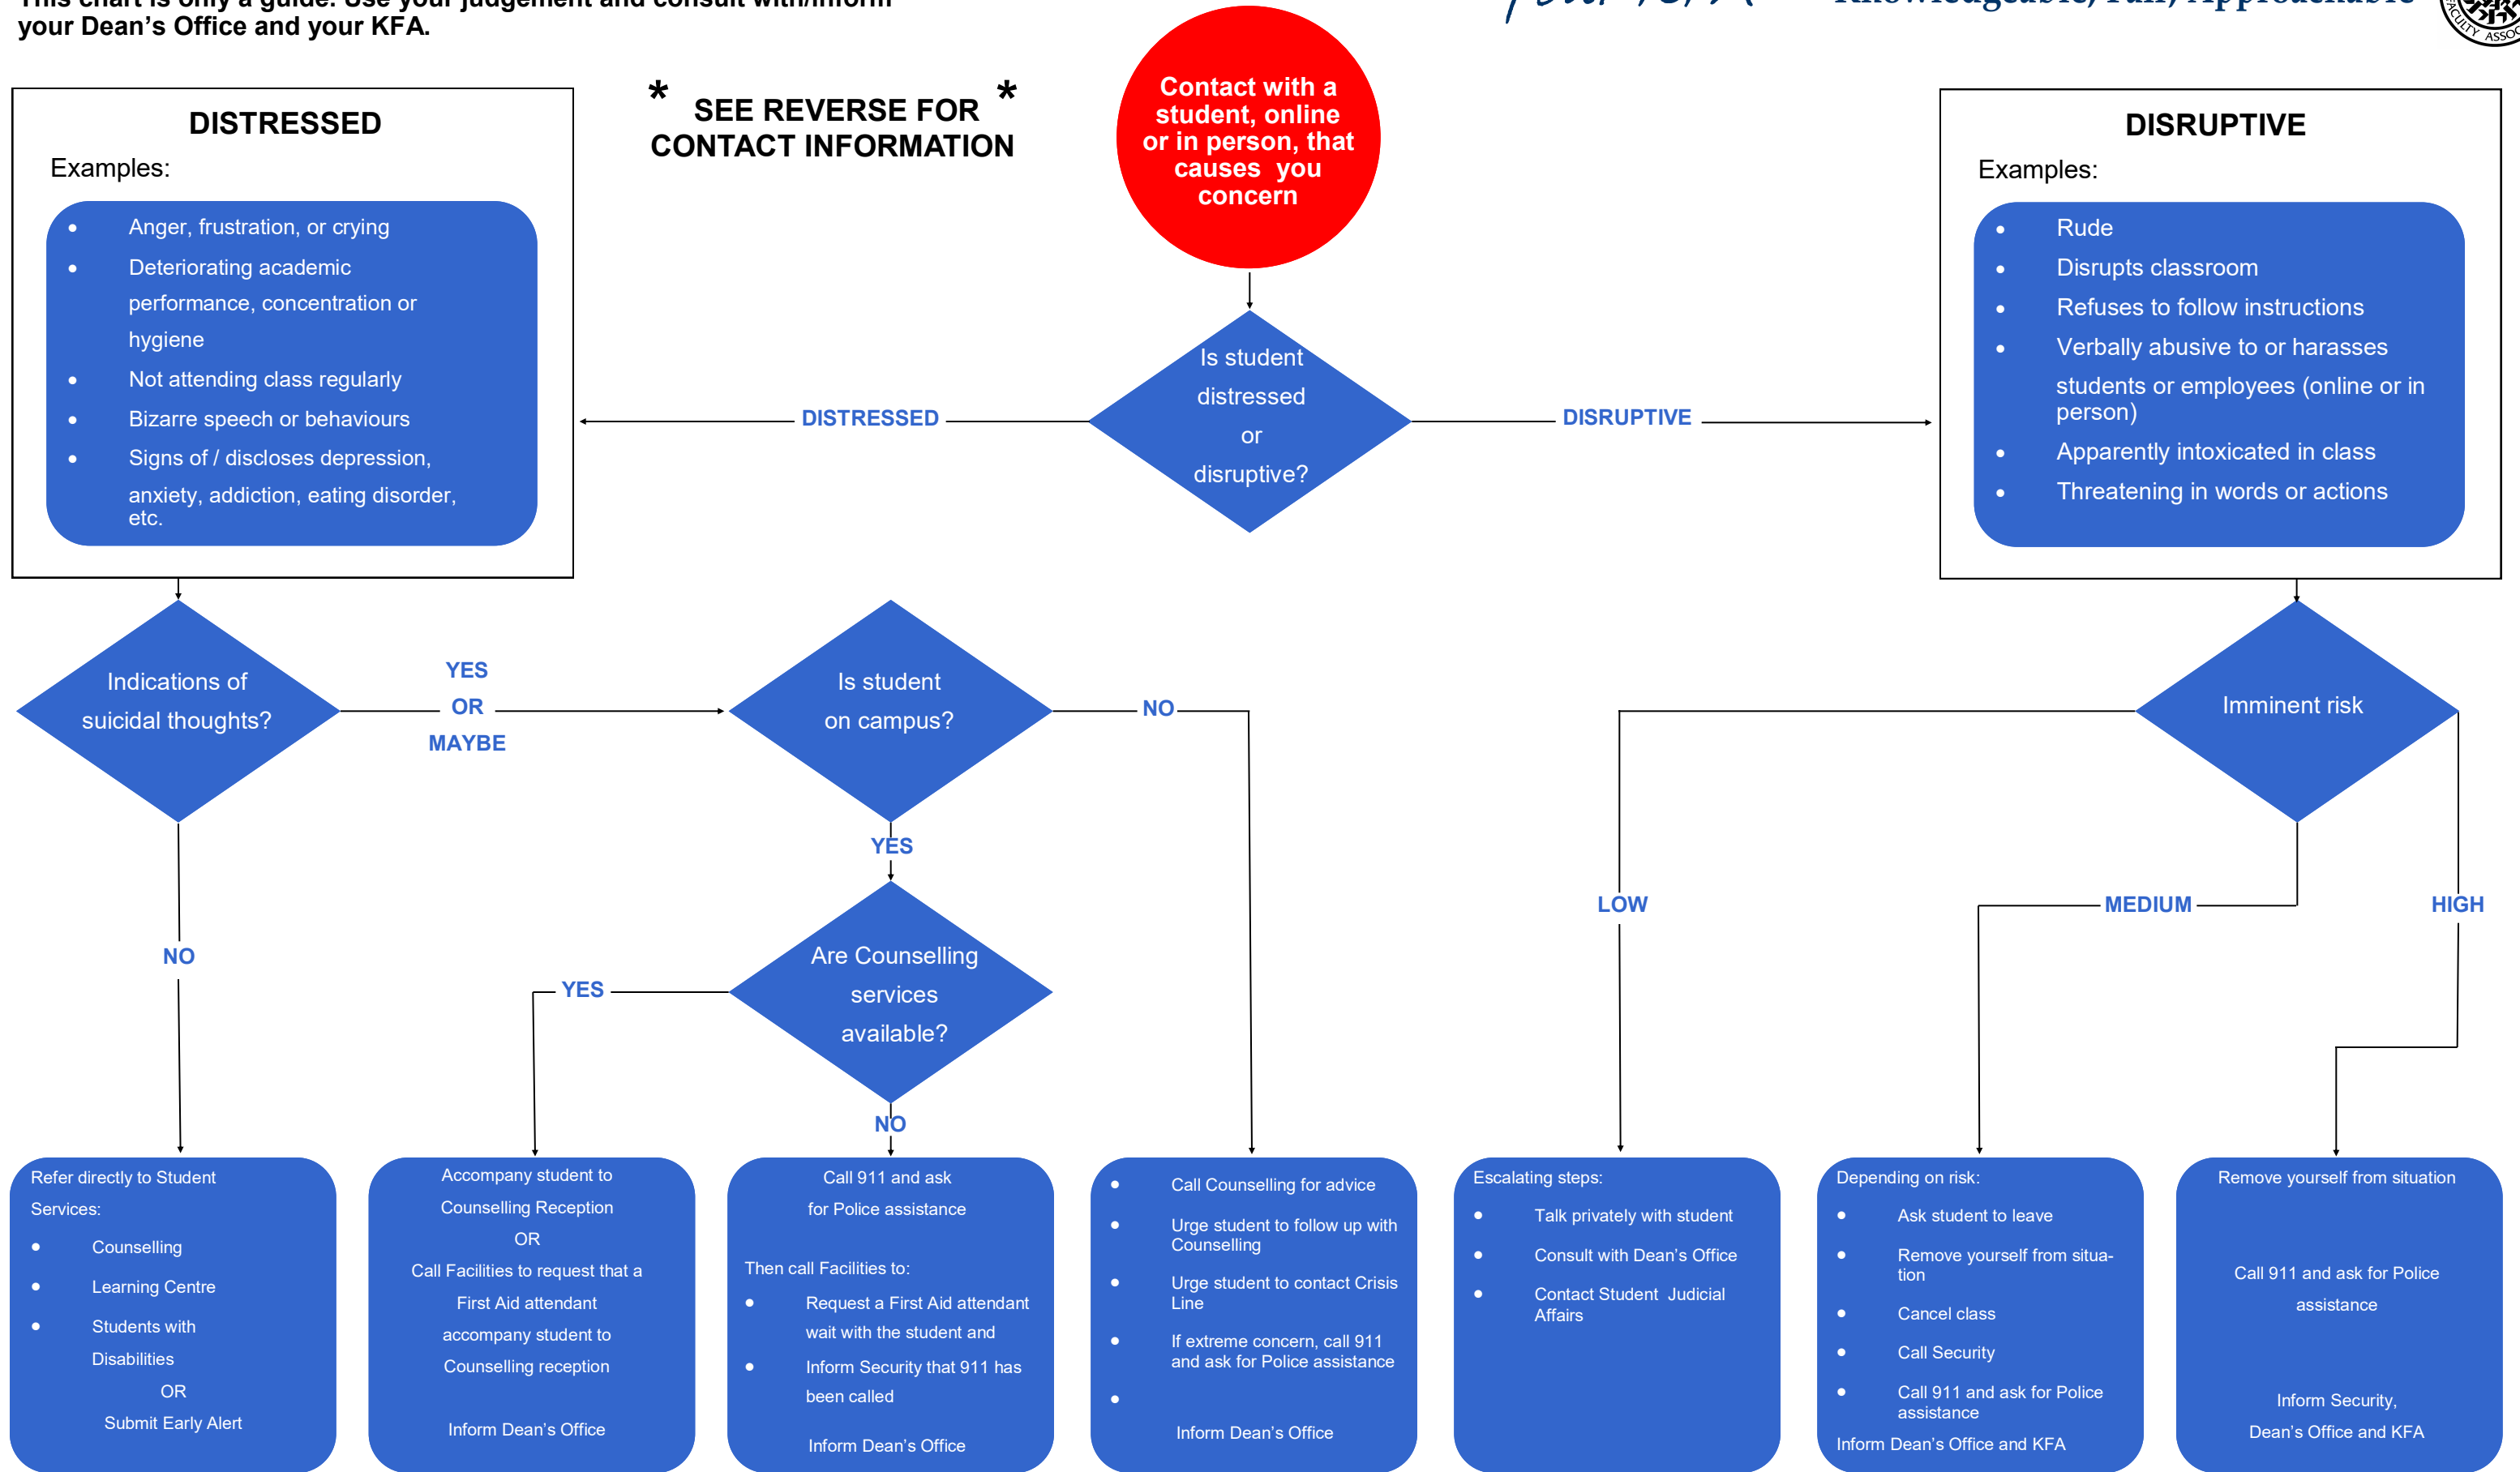 This chart is only a guide. Use your judgement and consult with/inform
your Dean's Office and your KFA.
Knowledgeable, Fair, Approachable
FACULTY ASSOC
* SEE REVERSE FOR *
CONTACT INFORMATION
Contact with a
student, online
or in person, that
causes you
concern
DISTRESSED
Examples:
• Anger, frustration, or crying
• Deteriorating academic
performance, concentration or
hygiene
• Not attending class regularly
• Bizarre speech or behaviours
• Signs of / discloses depression,
anxiety, addiction, eating disorder,
etc.
Is student
distressed
or
disruptive?
DISTRESSED
DISRUPTIVE
DISRUPTIVE
Examples:
• Rude
• Disrupts classroom
• Refuses to follow instructions
• Verbally abusive to or harasses
students or employees (online or in
person)
• Apparently intoxicated in class
• Threatening in words or actions
Indications of
suicidal thoughts?
YES
OR
MAYBE
Is student
on campus?
NO
YES
Imminent risk
LOW
MEDIUM
HIGH
NO
Are Counselling
services
available?
YES
NO
Refer directly to Student
Services:
• Counselling
• Learning Centre
• Students with
Disabilities
OR
Submit Early Alert
Accompany student to
Counselling Reception
OR
Call Facilities to request that a
First Aid attendant
accompany student to
Counselling reception
Inform Dean's Office
Call 911 and ask
for Police assistance
Then call Facilities to:
• Request a First Aid attendant
wait with the student and
• Inform Security that 911 has
been called
Inform Dean's Office
• Call Counselling for advice
• Urge student to follow up with
Counselling
• Urge student to contact Crisis
Line
• If extreme concern, call 911
and ask for Police assistance
•
Inform Dean's Office
Escalating steps:
• Talk privately with student
• Consult with Dean's Office
• Contact Student Judicial
Affairs
Depending on risk:
• Ask student to leave
• Remove yourself from situa-
tion
• Cancel class
• Call Security
• Call 911 and ask for Police
assistance
Inform Dean's Office and KFA
Remove yourself from situation
Call 911 and ask for Police
assistance
Inform Security,
Dean's Office and KFA